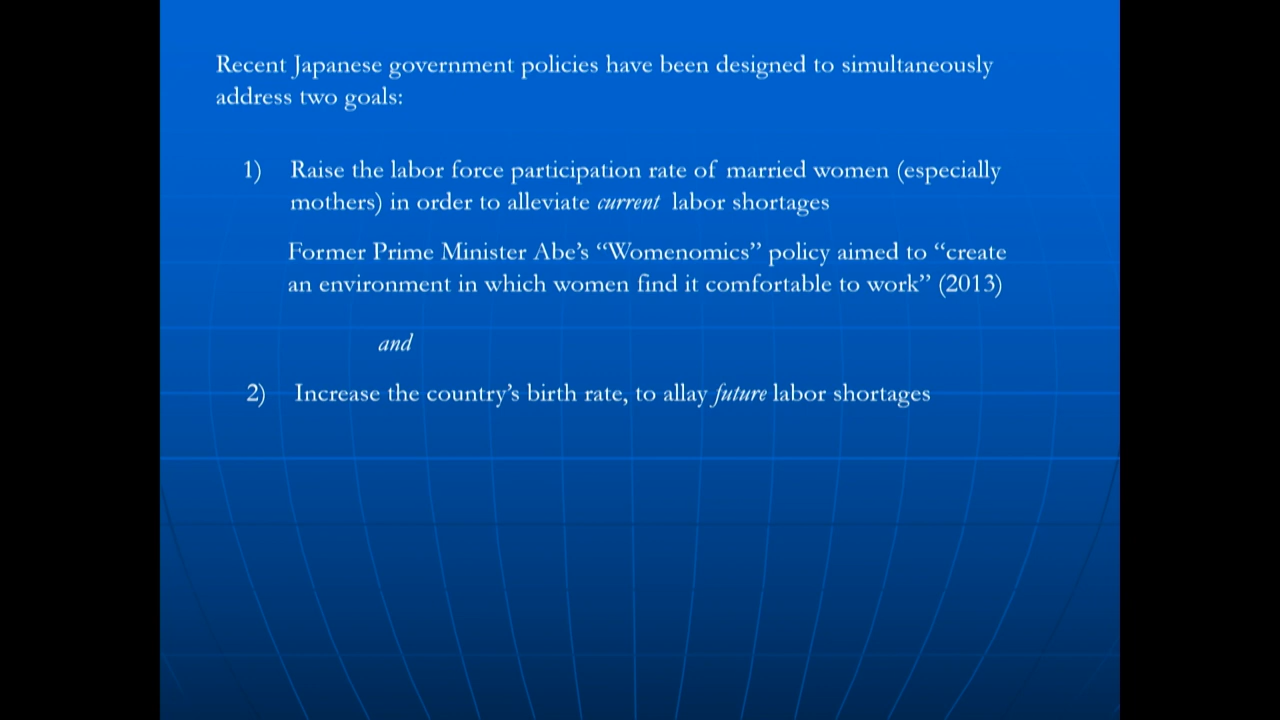 Recent Japanese government policies have been designed to simultaneously
address two goals:
1) Raise the labor force participation rate of married women (especially
mothers) in order to alleviate current labor shortages
Former Prime Minister Abe’s “Womenomics” policy aimed to “create
an environment in which women find it comfortable to work” (2013)
and
2) Increase the country’s birth rate, to allay future labor shortages